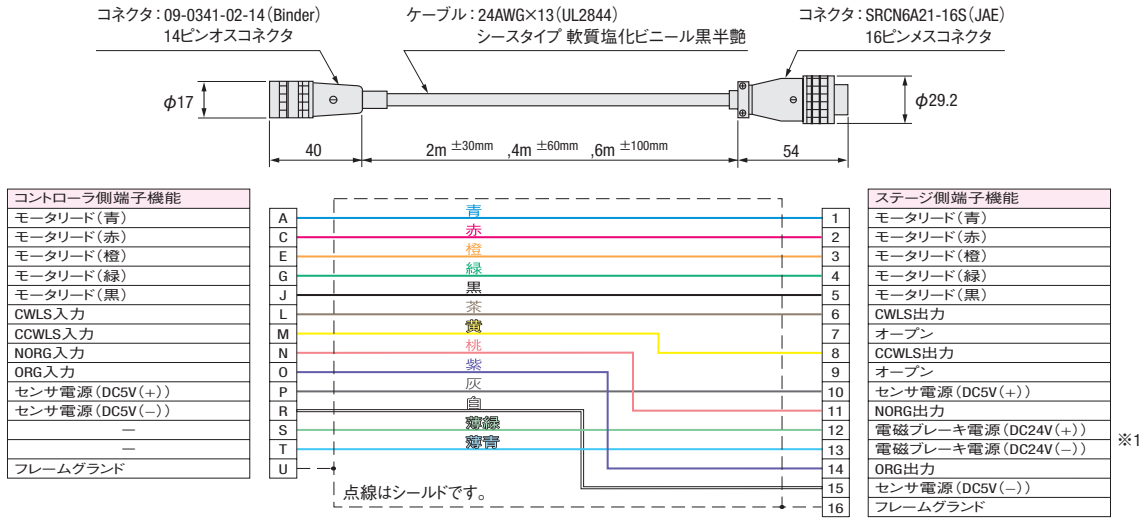 コネクタ：09-0341-02-14(Binder)
14ピンオスコネクタ
ケーブル：24AWG×13(UL2844)
シースタイプ 軟質塩化ビニール黒半艶
コネクタ：SRCN6A21-16S(JAE)
16ピンメスコネクタ
φ17
φ29.2
40
2m ±30mm ,4m ±60mm ,6m ±100mm
54
コントローラ側端子機能
モータリード(青)
モータリード(赤)
モータリード(橙)
モータリード(緑)
モータリード(黒)
CWLS入力
CCWLS入力
NORG入力
ORG入力
センサ電源(DC5V(+))
センサ電源(DC5V(−))
—
—
フレームグランド
A
C
E
G
J
L
M
N
O
P
R
S
T
U
青
赤
橙
緑
黒
茶
黄
桃
紫
灰
白
薄緑
薄青
点線はシールドです。
1
2
3
4
5
6
7
8
9
10
11
12
13
14
15
16
ステージ側端子機能
モータリード(青)
モータリード(赤)
モータリード(橙)
モータリード(緑)
モータリード(黒)
CWLS出力
オープン
CCWLS出力
オープン
センサ電源(DC5V(+))
NORG出力
電磁ブレーキ電源(DC24V(+))
電磁ブレーキ電源(DC24V(−))
ORG出力
センサ電源(DC5V(−))
フレームグランド
※1